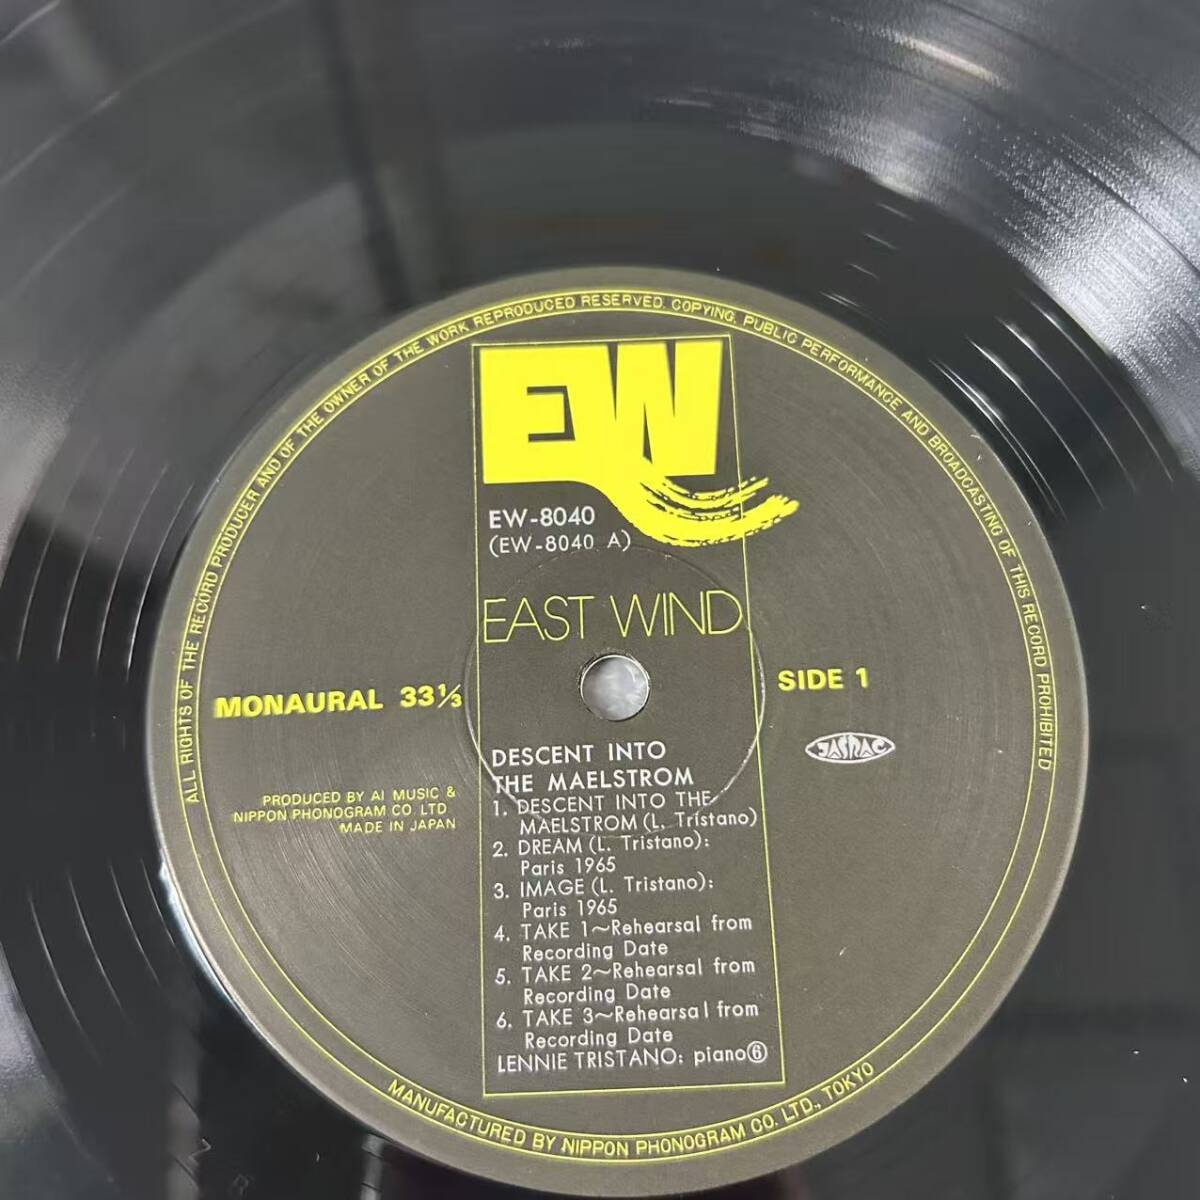 ALL RIGHTS OF THE RECORD PRODUCER AND OF THE OWNER OF THE WORK REPRODUCED RESERVED. COPYING, PUBLIC PERFORMANCE AND BROADCASTING OF THIS RECORD PROHIBITED
EW
EW-8040
(EW-8040 A)
EAST WIND
MONAURAL 33⅓
SIDE 1
JASRAC
PRODUCED BY AI MUSIC &
NIPPON PHONOGRAM CO. LTD
MADE IN JAPAN
DESCENT INTO
THE MAELSTROM
1. DESCENT INTO THE
MAELSTROM (L. Tristano)
2. DREAM (L. Tristano):
Paris 1965
3. IMAGE (L. Tristano):
Paris 1965
4. TAKE 1~Rehearsal from
Recording Date
5. TAKE 2~Rehearsal from
Recording Date
6. TAKE 3~Rehearsal from
Recording Date
LENNIE TRISTANO: piano⑥
MANUFACTURED BY NIPPON PHONOGRAM CO. LTD., TOKYO